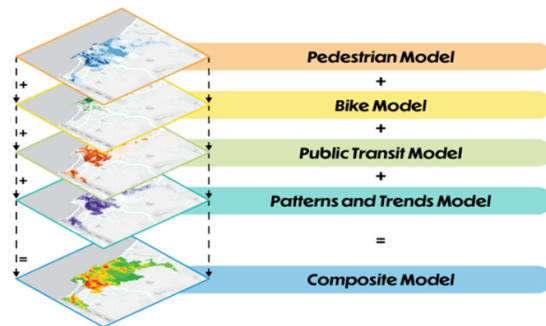 Pedestrian Model
+
+
Bike Model
+
+
Public Transit Model
+
+
Patterns and Trends Model
=
=
Composite Model